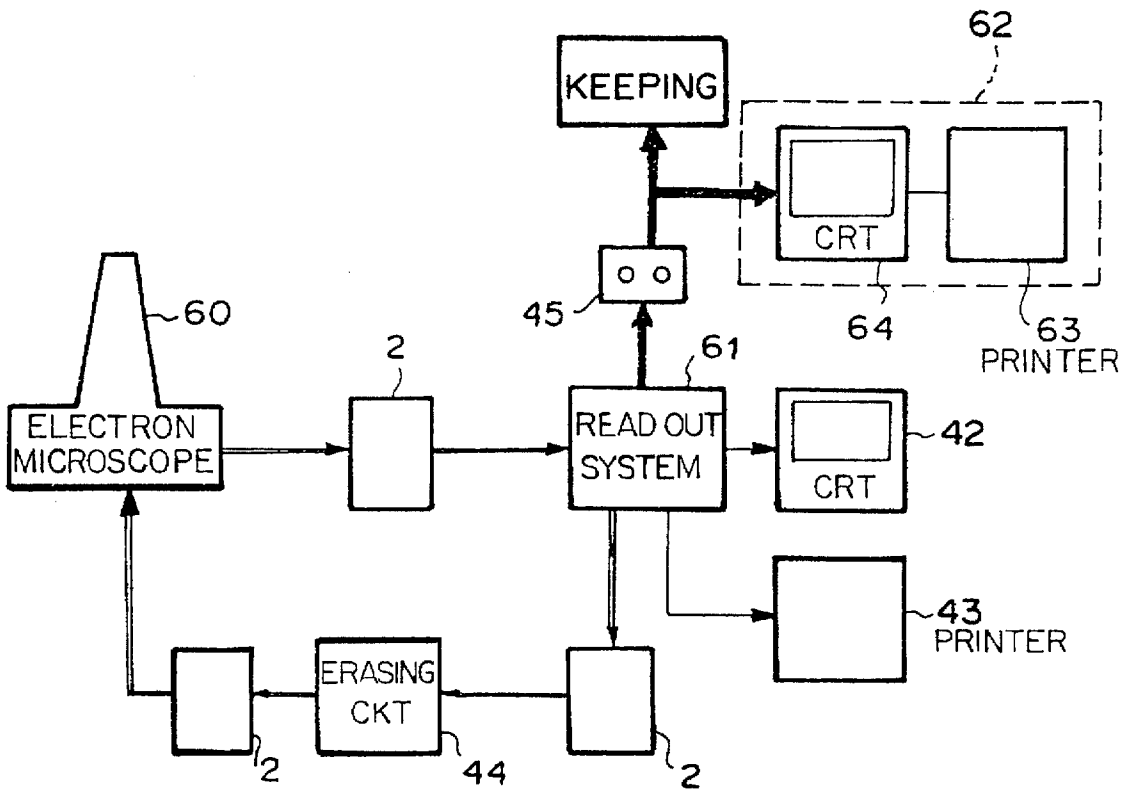 62
KEEPING
CRT
45
64
63
PRINTER
60
2
61
ELECTRON
MICROSCOPE
READ OUT
SYSTEM
42
CRT
43
PRINTER
ERASING
CKT
2
44
2